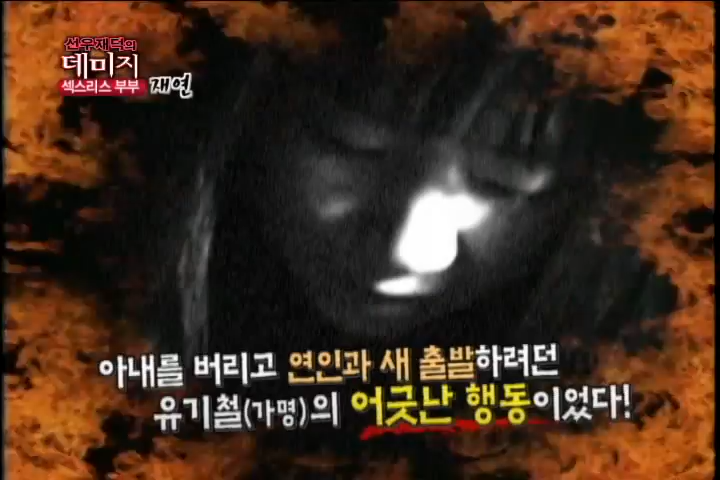 선우재덕의
데미지
섹스리스 부부
재연
아내를 버리고 연인과 새 출발하려던
유기철(가명)의 어긋난 행동이었다!